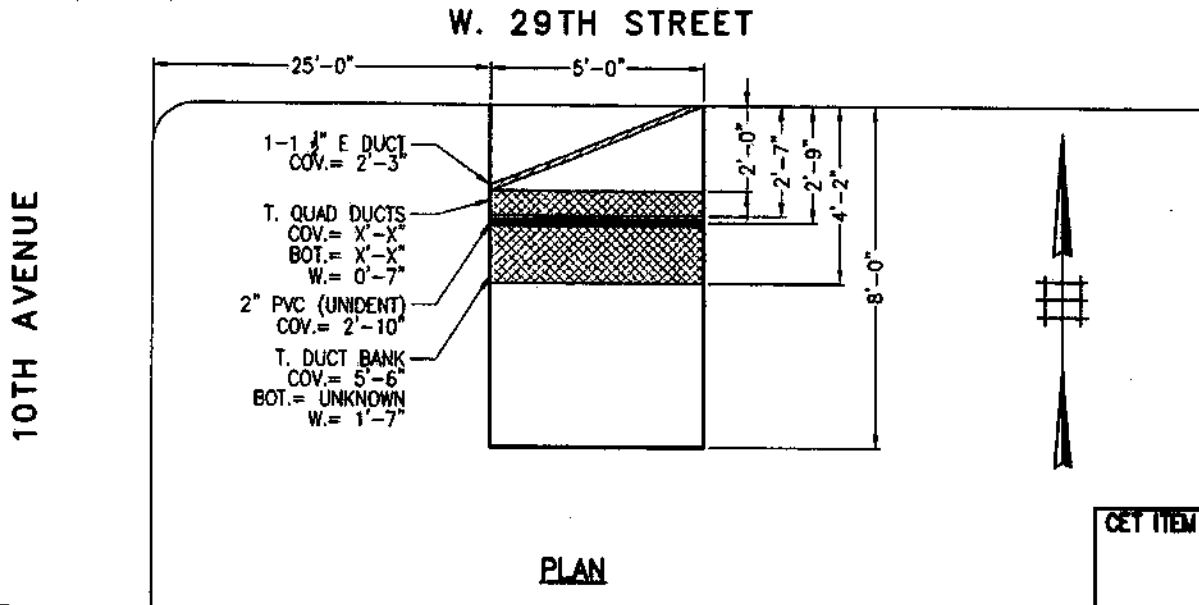 W. 29TH STREET
25'-0"
5'-0"
1-1 E DUCT
COV.= 2'-3"
T. QUAD DUCTS
COV.= X'-X"
BOT.= X'-X"
W.= 0'-7"
2" PVC (UNIDENT)
COV.= 2'-10"
T. DUCT BANK
COV.= 5'-6"
BOT.= UNKNOWN
W.= 1'-7"
2'-0"
2'-7"
2'-9"
4'-2"
8'-0"
10TH AVENUE
PLAN
CET ITEM